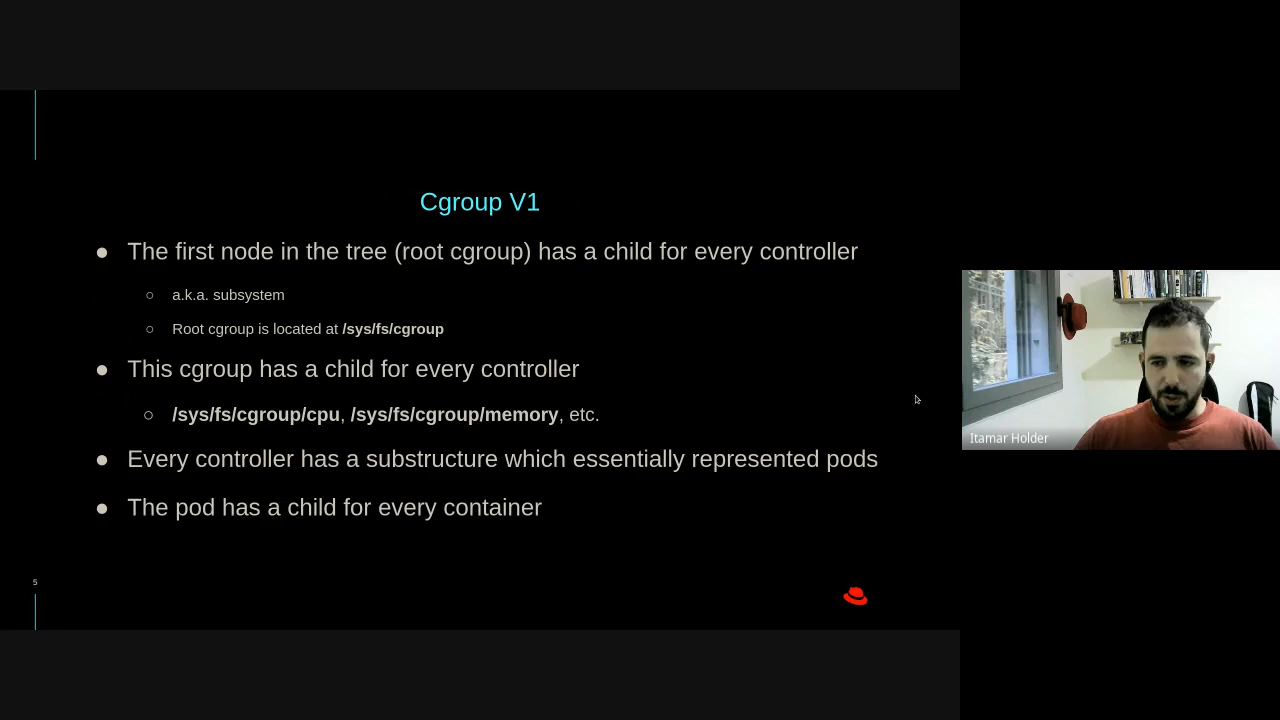 Cgroup V1
● The first node in the tree (root cgroup) has a child for every controller
○ a.k.a. subsystem
○ Root cgroup is located at /sys/fs/cgroup
● This cgroup has a child for every controller
○ /sys/fs/cgroup/cpu, /sys/fs/cgroup/memory, etc.
● Every controller has a substructure which essentially represented pods
● The pod has a child for every container
5
Itamar Holder